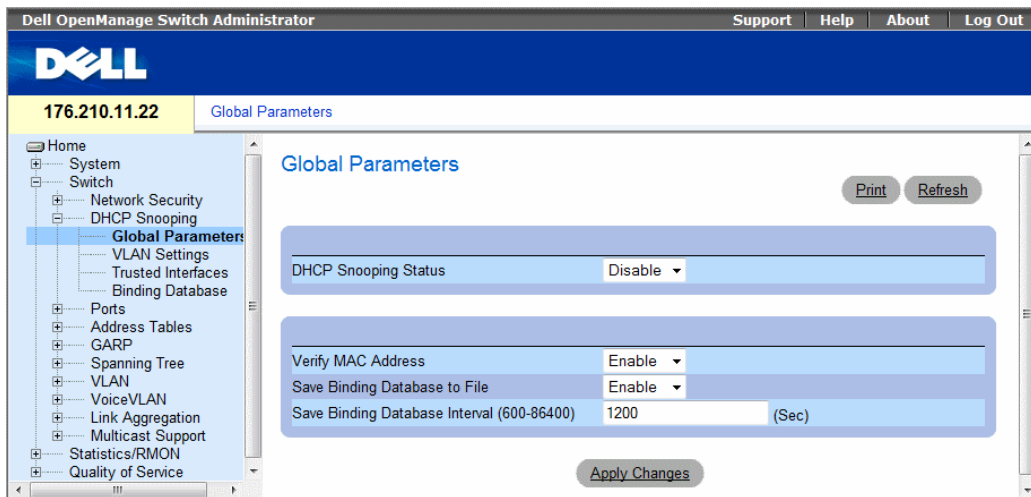 Dell OpenManage Switch Administrator
Support Help About Log Out
DELL
176.210.11.22
Global Parameters
Home
System
Switch
Network Security
DHCP Snooping
Global Parameters
VLAN Settings
Trusted Interfaces
Binding Database
Ports
Address Tables
GARP
Spanning Tree
VLAN
VoiceVLAN
Link Aggregation
Multicast Support
Statistics/RMON
Quality of Service
Global Parameters
Print Refresh
DHCP Snooping Status Disable
Verify MAC Address Enable
Save Binding Database to File Enable
Save Binding Database Interval (600-86400) 1200 (Sec)
Apply Changes